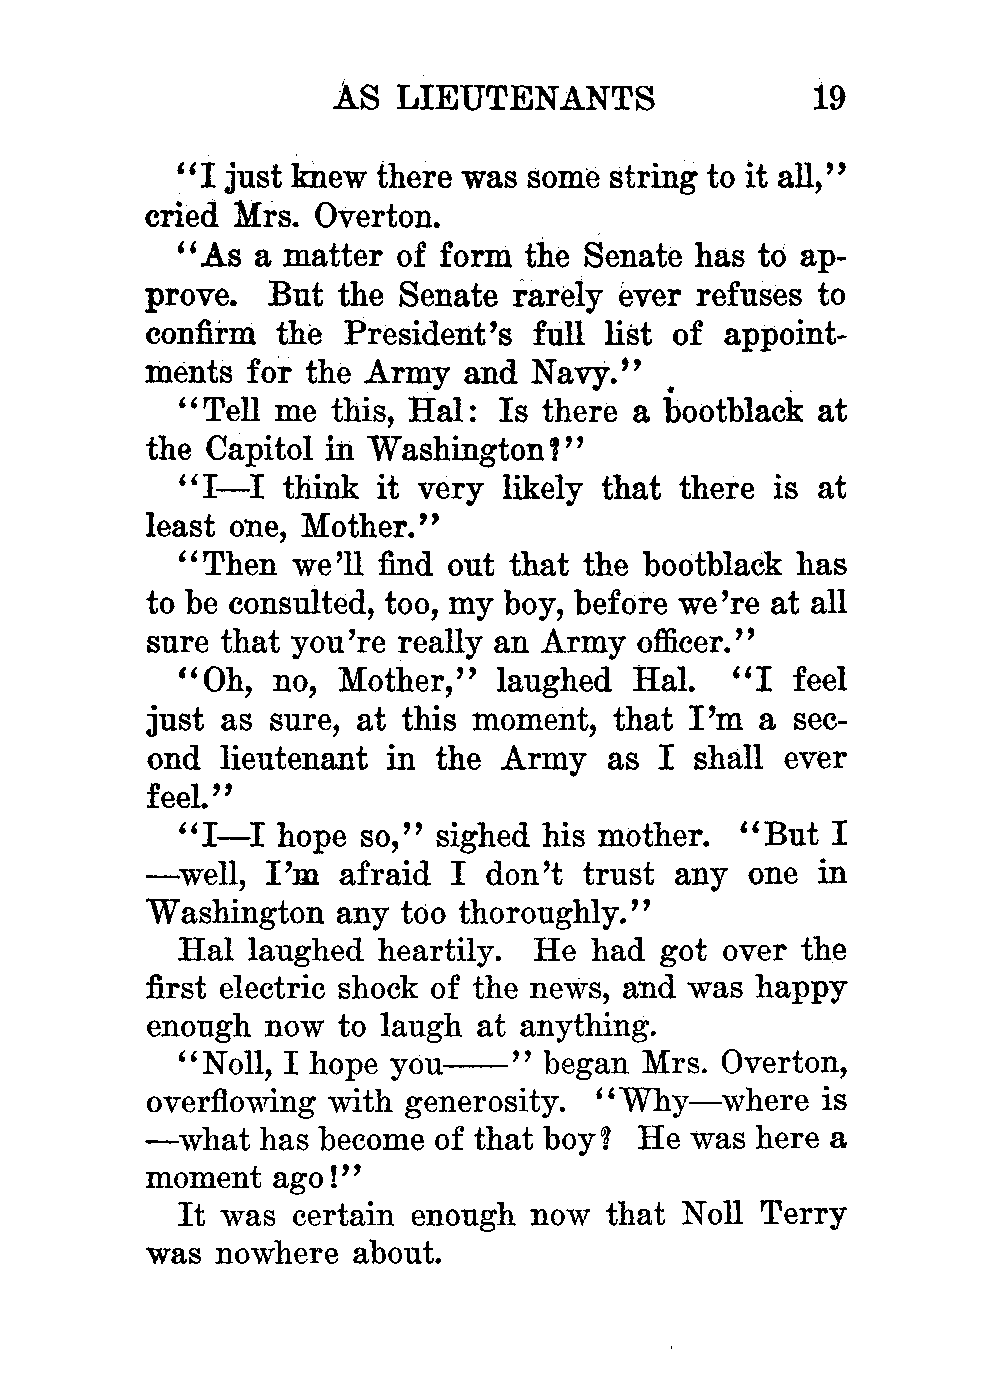 AS LIEUTENANTS 19
“I just knew there was some string to it all,”
cried Mrs. Overton.
“As a matter of form the Senate has to ap-
prove. But the Senate rarely ever refuses to
confirm the President’s full list of appoint-
ments for the Army and Navy.”
“Tell me this, Hal: Is there a bootblack at
the Capitol in Washington?”
“I—I think it very likely that there is at
least one, Mother.”
“Then we’ll find out that the bootblack has
to be consulted, too, my boy, before we’re at all
sure that you’re really an Army officer.”
“Oh, no, Mother,” laughed Hal. “I feel
just as sure, at this moment, that I’m a sec-
ond lieutenant in the Army as I shall ever
feel.”
“I—I hope so,” sighed his mother. “But I
—well, I’m afraid I don’t trust any one in
Washington any too thoroughly.”
Hal laughed heartily. He had got over the
first electric shock of the news, and was happy
enough now to laugh at anything.
“Noll, I hope you——” began Mrs. Overton,
overflowing with generosity. “Why—where is
—what has become of that boy? He was here a
moment ago!”
It was certain enough now that Noll Terry
was nowhere about.